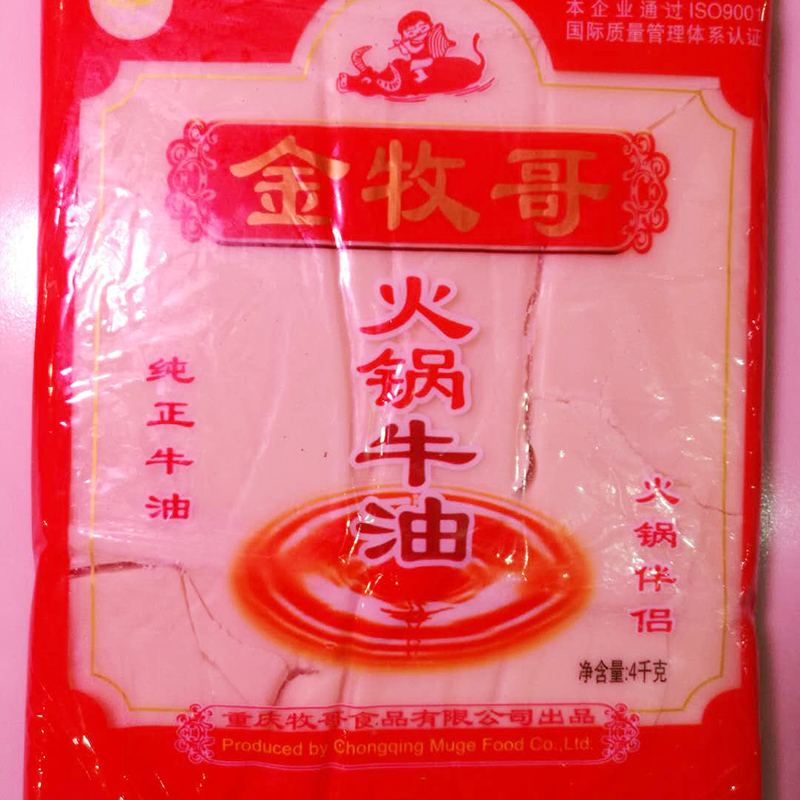 本企业通过ISO9001
国际质量管理体系认证
金牧哥
火锅牛油
纯正牛油
火锅伴侣
净含量:4千克
重庆牧哥食品有限公司出品
Produced by Chongqing Muge Food Co.,Ltd.